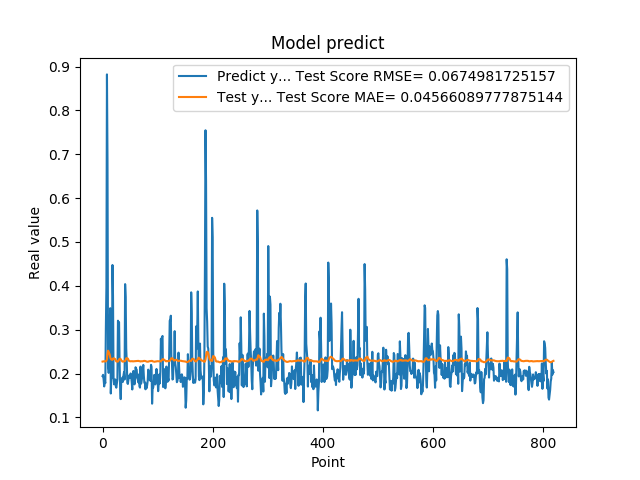 Model predict
Predict y... Test Score RMSE= 0.0674981725157
Test y... Test Score MAE= 0.04566089777875144
0.9
0.8
0.7
0.6
0.5
0.4
0.3
0.2
0.1
Real value
0 200 400 600 800
Point